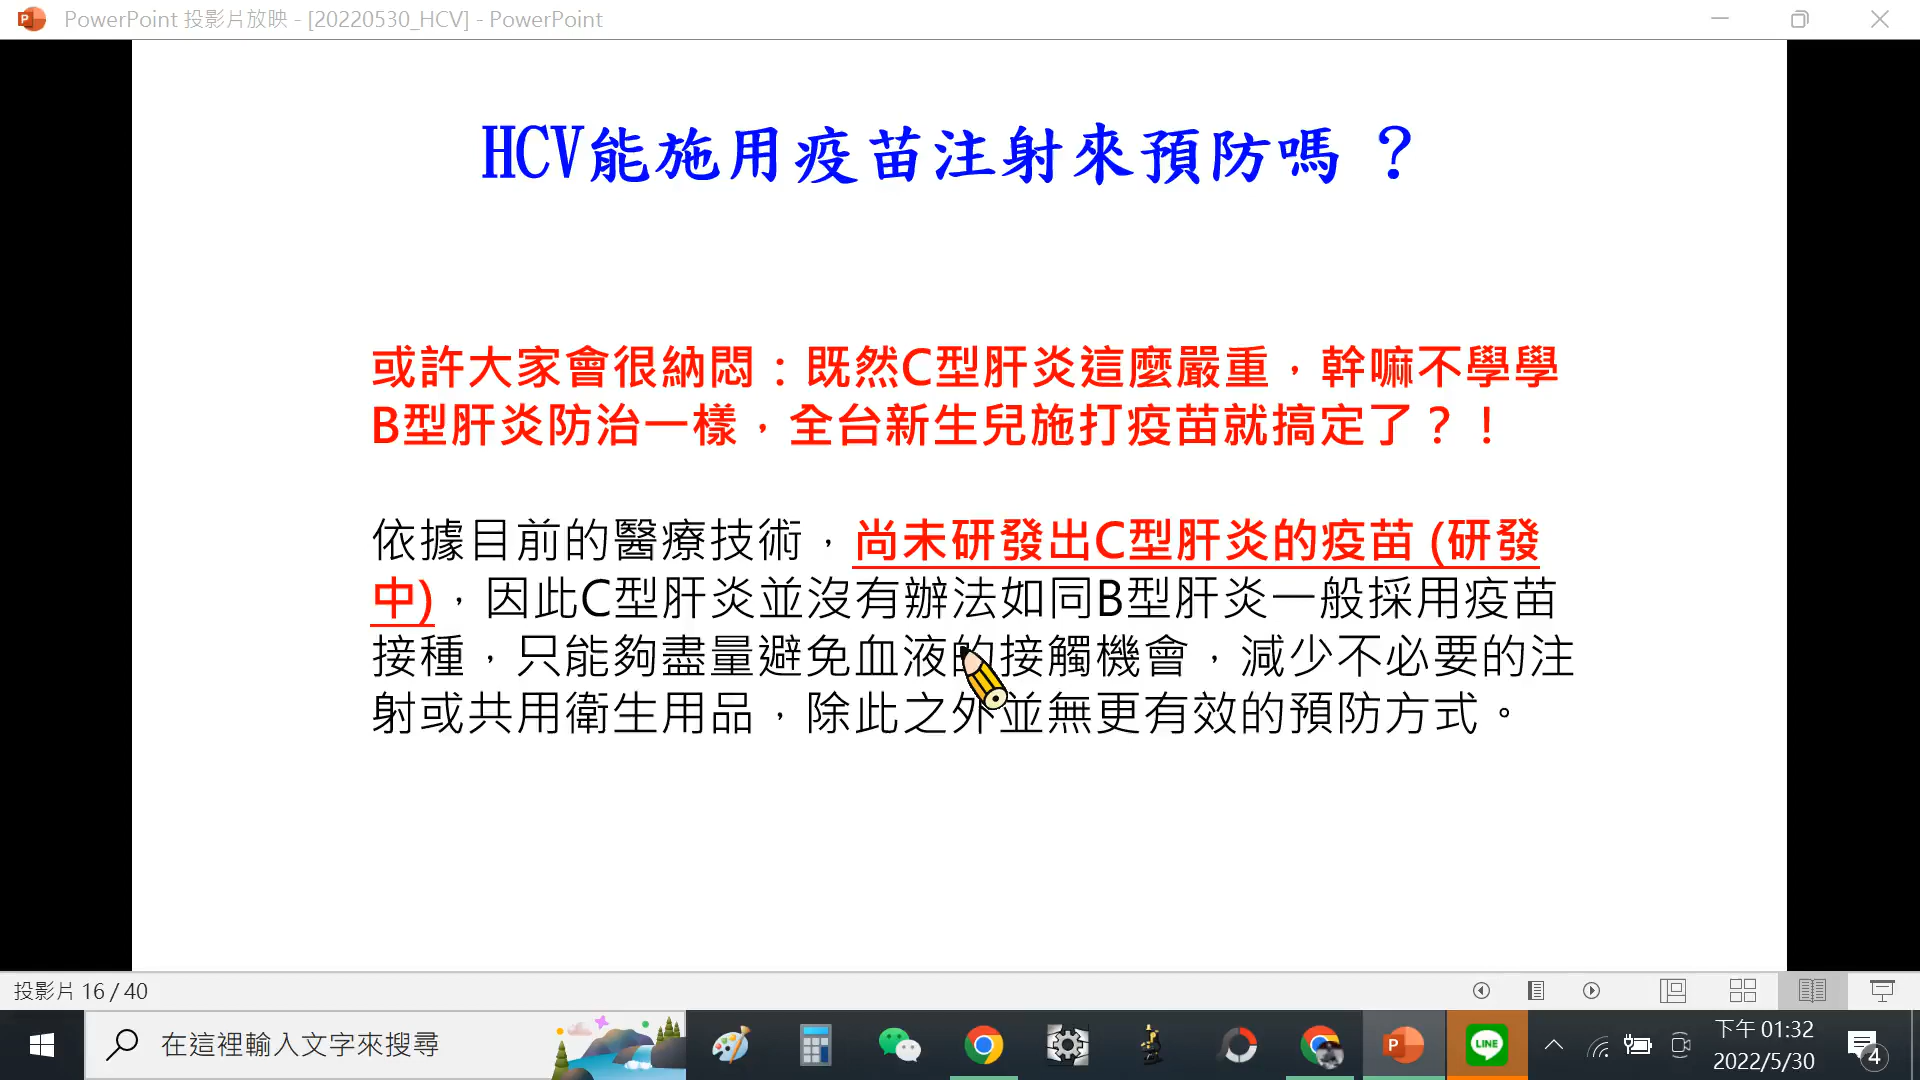 PowerPoint 投影片放映 - [20220530_HCV] - PowerPoint
HCV能施用疫苗注射來預防嗎 ？
或許大家會很納悶：既然C型肝炎這麼嚴重，幹嘛不學學
B型肝炎防治一樣，全台新生兒施打疫苗就搞定了？！
依據目前的醫療技術，尚未研發出C型肝炎的疫苗 (研發
中)，因此C型肝炎並沒有辦法如同B型肝炎一般採用疫苗
接種，只能夠盡量避免血液的接觸機會，減少不必要的注
射或共用衛生用品，除此之外並無更有效的預防方式。
投影片 16 / 40
在這裡輸入文字來搜尋
LINE
下午 01:32
2022/5/30
4